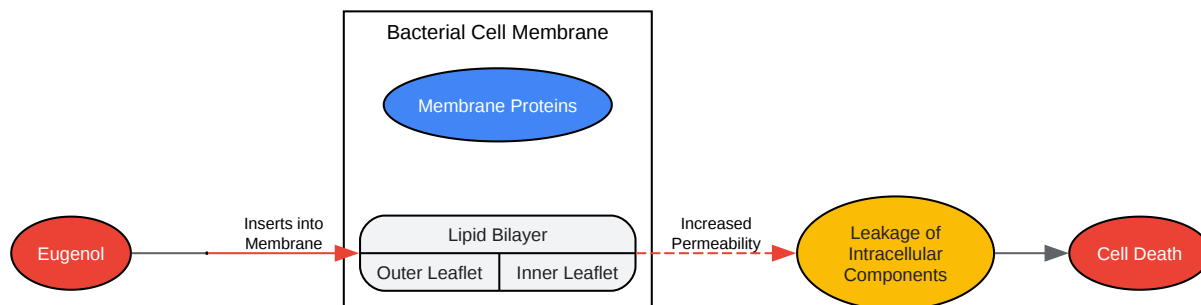 Bacterial Cell Membrane
Membrane Proteins
Eugenol
Inserts into
Membrane
Lipid Bilayer
Outer Leaflet
Inner Leaflet
Increased
Permeability
Leakage of
Intracellular
Components
Cell Death